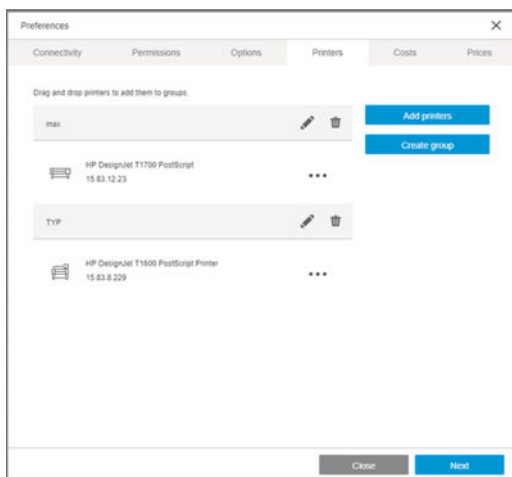 Preferences
Connectivity Permissions Options Printers Costs Prices
Drag and drop printers to add them to groups.
max
Add printers
Create group
HP DesignJet T1700 PostScript
15.83.12.23
TYP
HP DesignJet T1600 PostScript Printer
15.83.8.229
Close Next